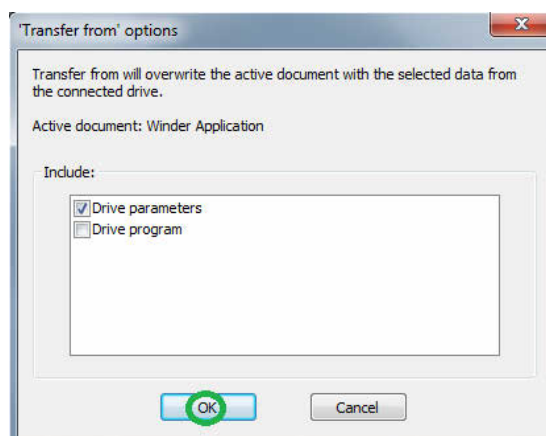 'Transfer from' options
Transfer from will overwrite the active document with the selected data from
the connected drive.
Active document: Winder Application
Include:
Drive parameters
Drive program
OK
Cancel